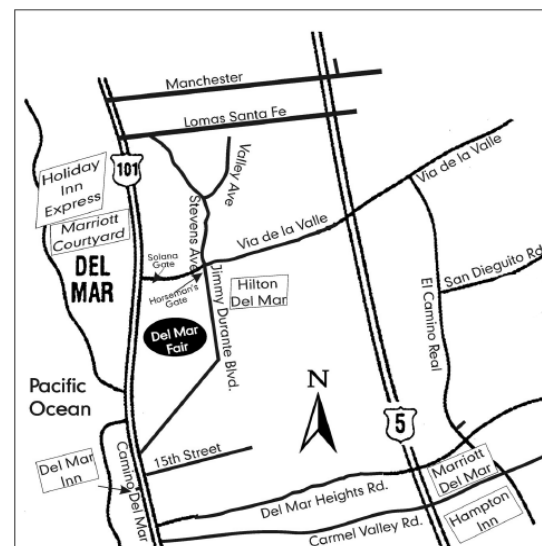 Manchester
Lomas Santa Fe
101
Holiday
Inn
Express
Valley Ave
Via de la Valle
Marriott
Courtyard
Stevens Ave
Via de la Valle
DEL
MAR
Solana
Gate
Horseman's
Gate
San Dieguito Rd
Hilton
Del Mar
Jimmy Durante Blvd.
El Camino Real
Del Mar
Fair
N
Pacific
Ocean
5
Camino Del Mar
15th Street
Del Mar
Inn
Marriott
Del Mar
Del Mar Heights Rd.
Hampton
Inn
Carmel Valley Rd.